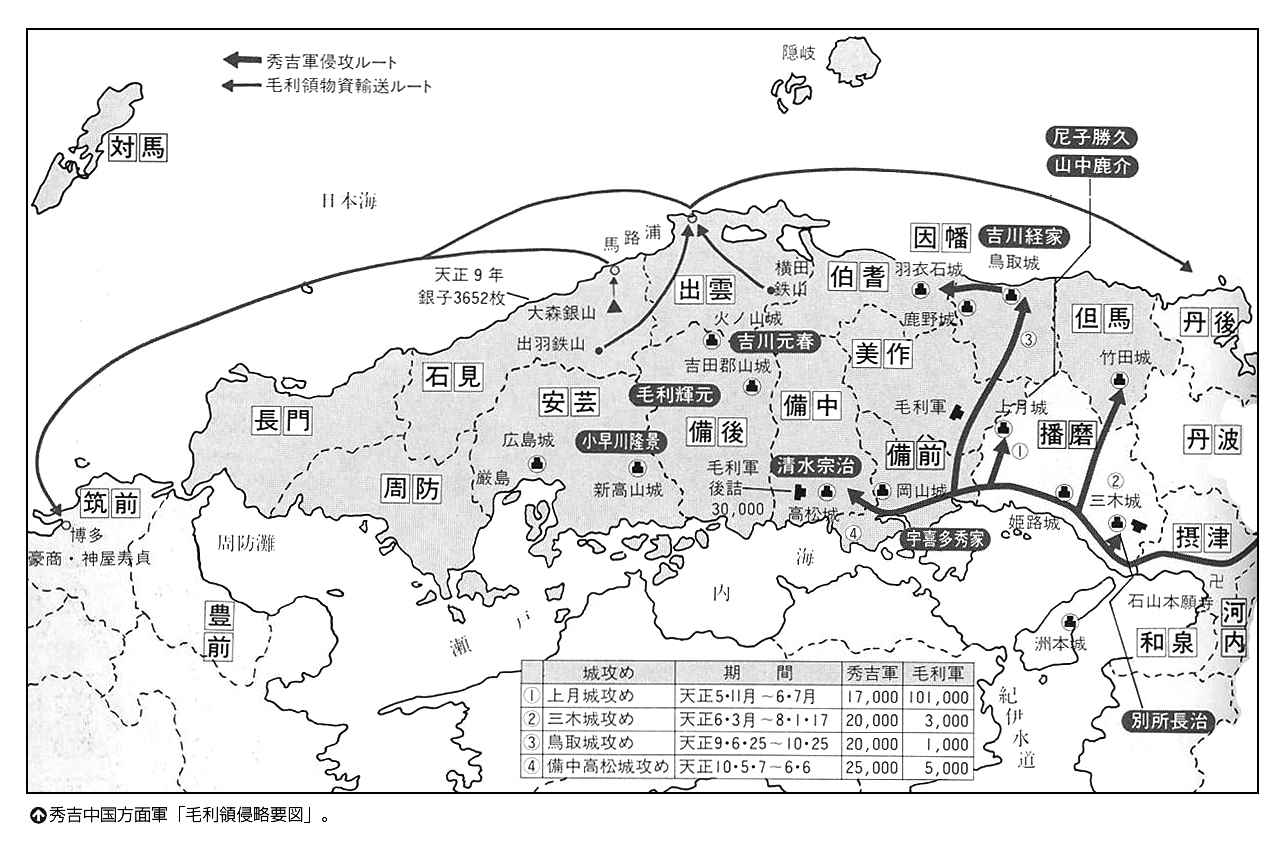 秀吉軍侵攻ルート
毛利領物資輸送ルート
隠岐
対馬
尼子勝久
山中鹿介
日本海
馬路浦
因幡
吉川経家
鳥取城
羽衣石城
天正9年
銀子3652枚
大森銀山
出雲
横田
鉄山
伯耆
鹿野城
但馬
丹後
火ノ山城
吉川元春
出羽鉄山
吉田郡山城
美作
竹田城
③
石見
長門
安芸
毛利輝元
備中
毛利軍
上月城
①
播磨
丹波
広島城
小早川隆景
備後
備前
厳島
新高山城
毛利軍
後詰
30,000
清水宗治
高松城
岡山城
②
三木城
姫路城
周防
筑前
博多
豪商・神屋寿貞
周防灘
④
宇喜多秀家
摂津
卍
石山本願寺
豊前
瀬戸内海
洲本城
和泉
河内
紀伊水道
別所長治
城攻め 期間 秀吉軍 毛利軍
① 上月城攻め 天正5・11月～6・7月 17,000 101,000
② 三木城攻め 天正6・3月～8・1・17 20,000 3,000
③ 鳥取城攻め 天正9・6・25～10・25 20,000 1,000
④ 備中高松城攻め 天正10・5・7～6・6 25,000 5,000
秀吉中国方面軍「毛利領侵略要図」。